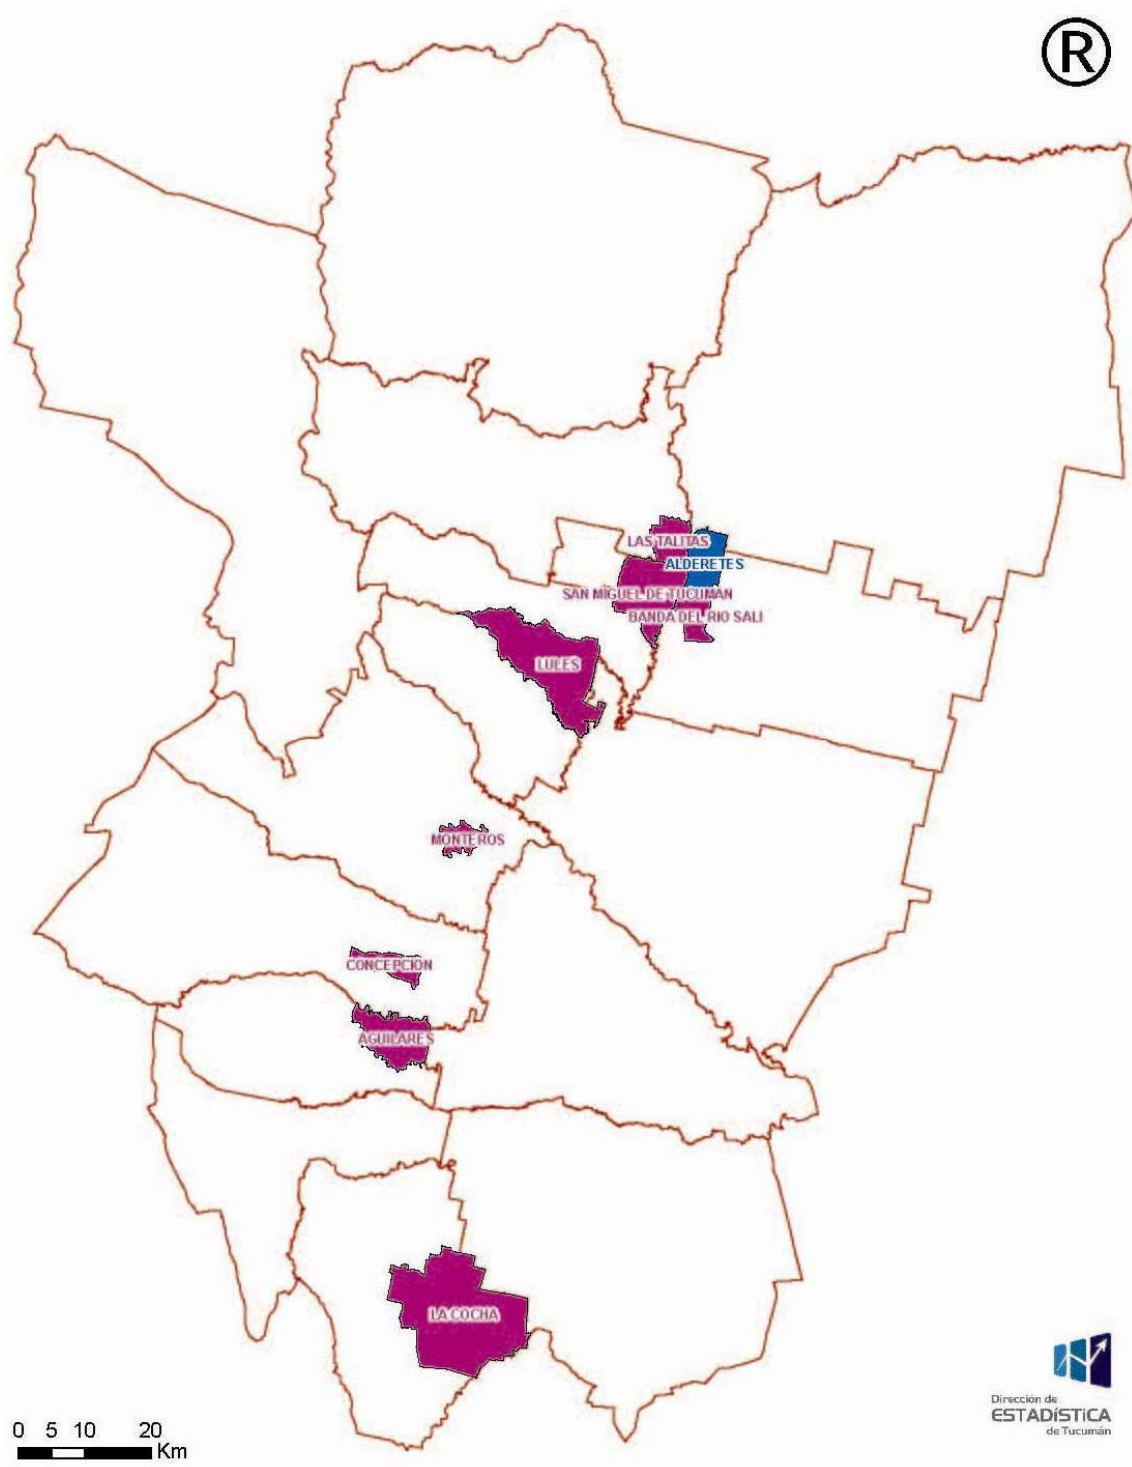 ®
LAS TALITAS
ALDERETES
SAN MIGUEL DE TUCUMAN
BANDA DEL RIO SALI
LULES
MONTEROS
CONCEPCION
AGUILARES
LA COCHA
Dirección de
ESTADíSTiCA
de Tucumán
0 5 10 20
Km